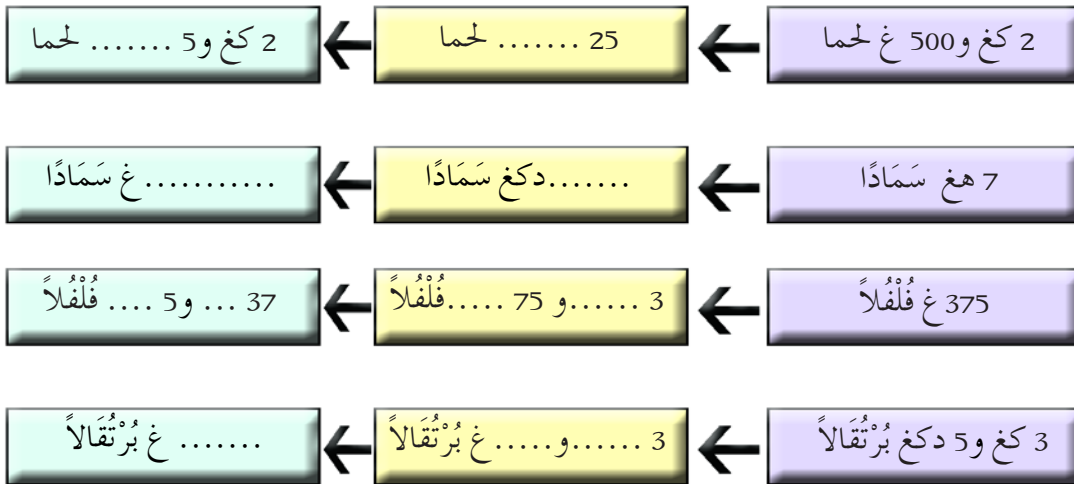 2 كغ و500 غ لحما
25 ....... لحما
2 كغ و5 ....... لحما
7 هغ سَمَادًا
.......دكغ سَمَادًا
...........غ سَمَادًا
375 غ فُلْفُلاً
3 ......و 75 .....فُلْفُلاً
37 ... و5 .... فُلْفُلاً
3 كغ و5 دكغ بُرْتُقَالاً
3 ......و..... غ بُرْتُقَالاً
....... غ بُرْتُقَالاً